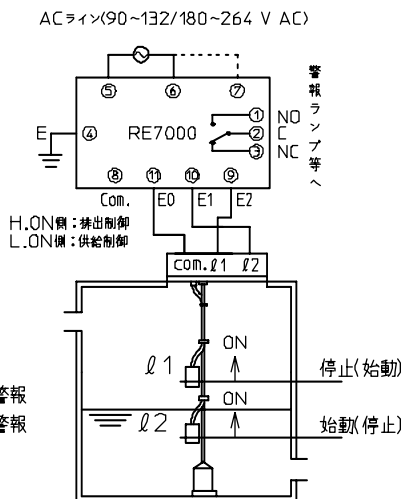 ACライン(90~132/180~264 V AC)
⑤ ⑥ ⑦
警報ランプ等へ
① NO
E ④ RE7000 ② C
③ NC
⑧ ⑪ ⑩ ⑨
Com. E0 E1 E2
H.ON側：排出制御
L.ON側：供給制御
com. ℓ1 ℓ2
ON
ℓ1 停止(始動)
警報
ON
警報 ℓ2 始動(停止)